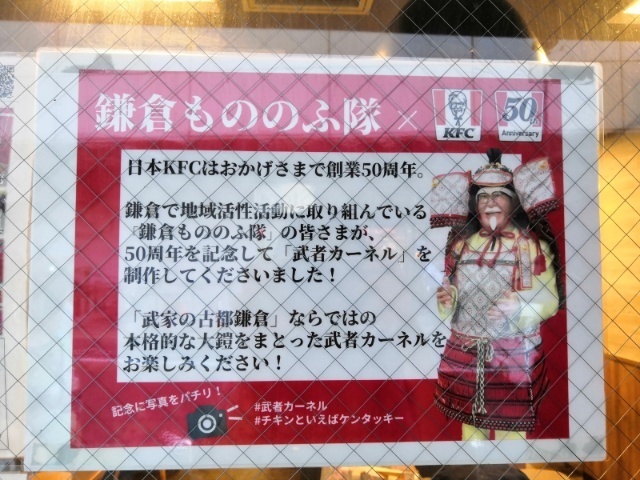 鎌倉もののふ隊 × KFC 50th Anniversary
日本KFCはおかげさまで創業50周年。
鎌倉で地域活性活動に取り組んでいる
『鎌倉もののふ隊』の皆さまが、
50周年を記念して「武者カーネル」を
制作してくださいました！
「武家の古都鎌倉」ならではの
本格的な大鎧をまとった武者カーネルを
お楽しみください！
記念に写真をパチリ！
#武者カーネル
#チキンといえばケンタッキー